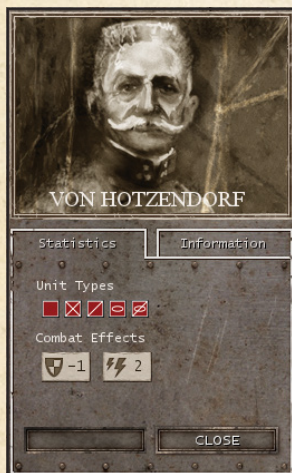 VON HOTZENDORF
Statistics Information
Unit Types
Combat Effects
-1 2
CLOSE